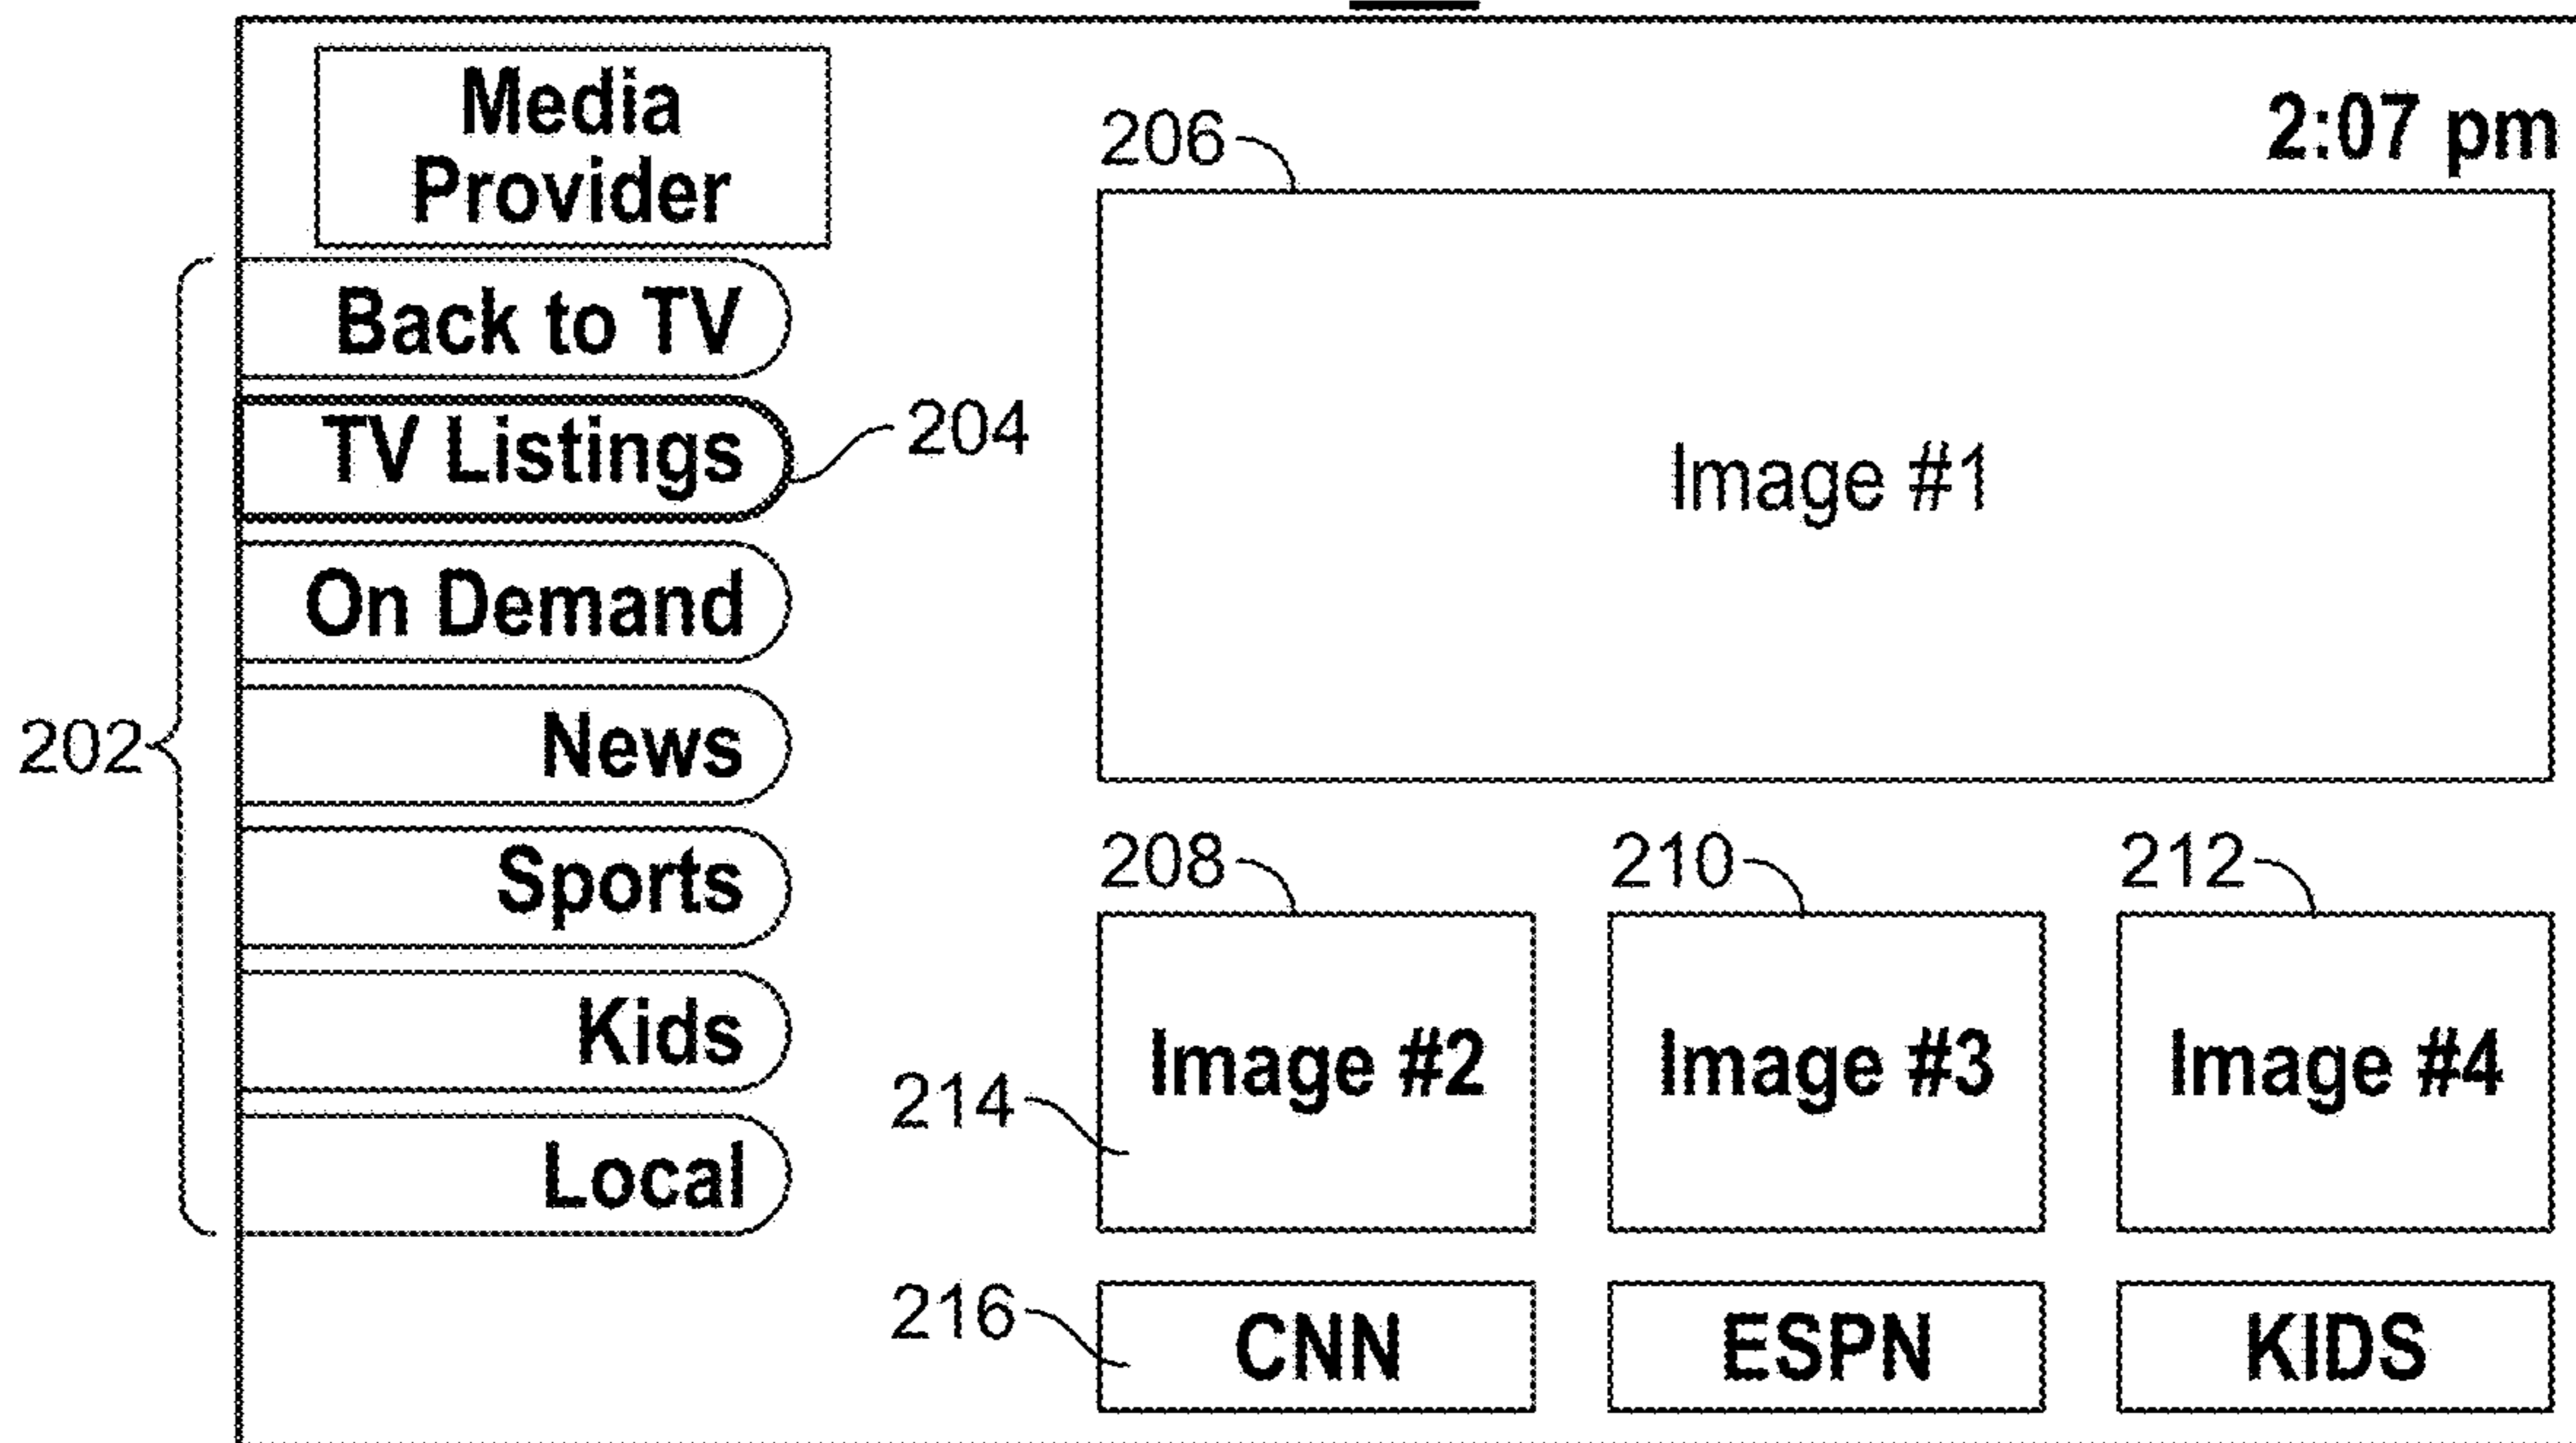 Media
Provider
2:07 pm
206
Back to TV
TV Listings
204
Image #1
On Demand
202
News
Sports
208
210
212
Kids
Image #2
Image #3
Image #4
214
Local
216
CNN
ESPN
KIDS